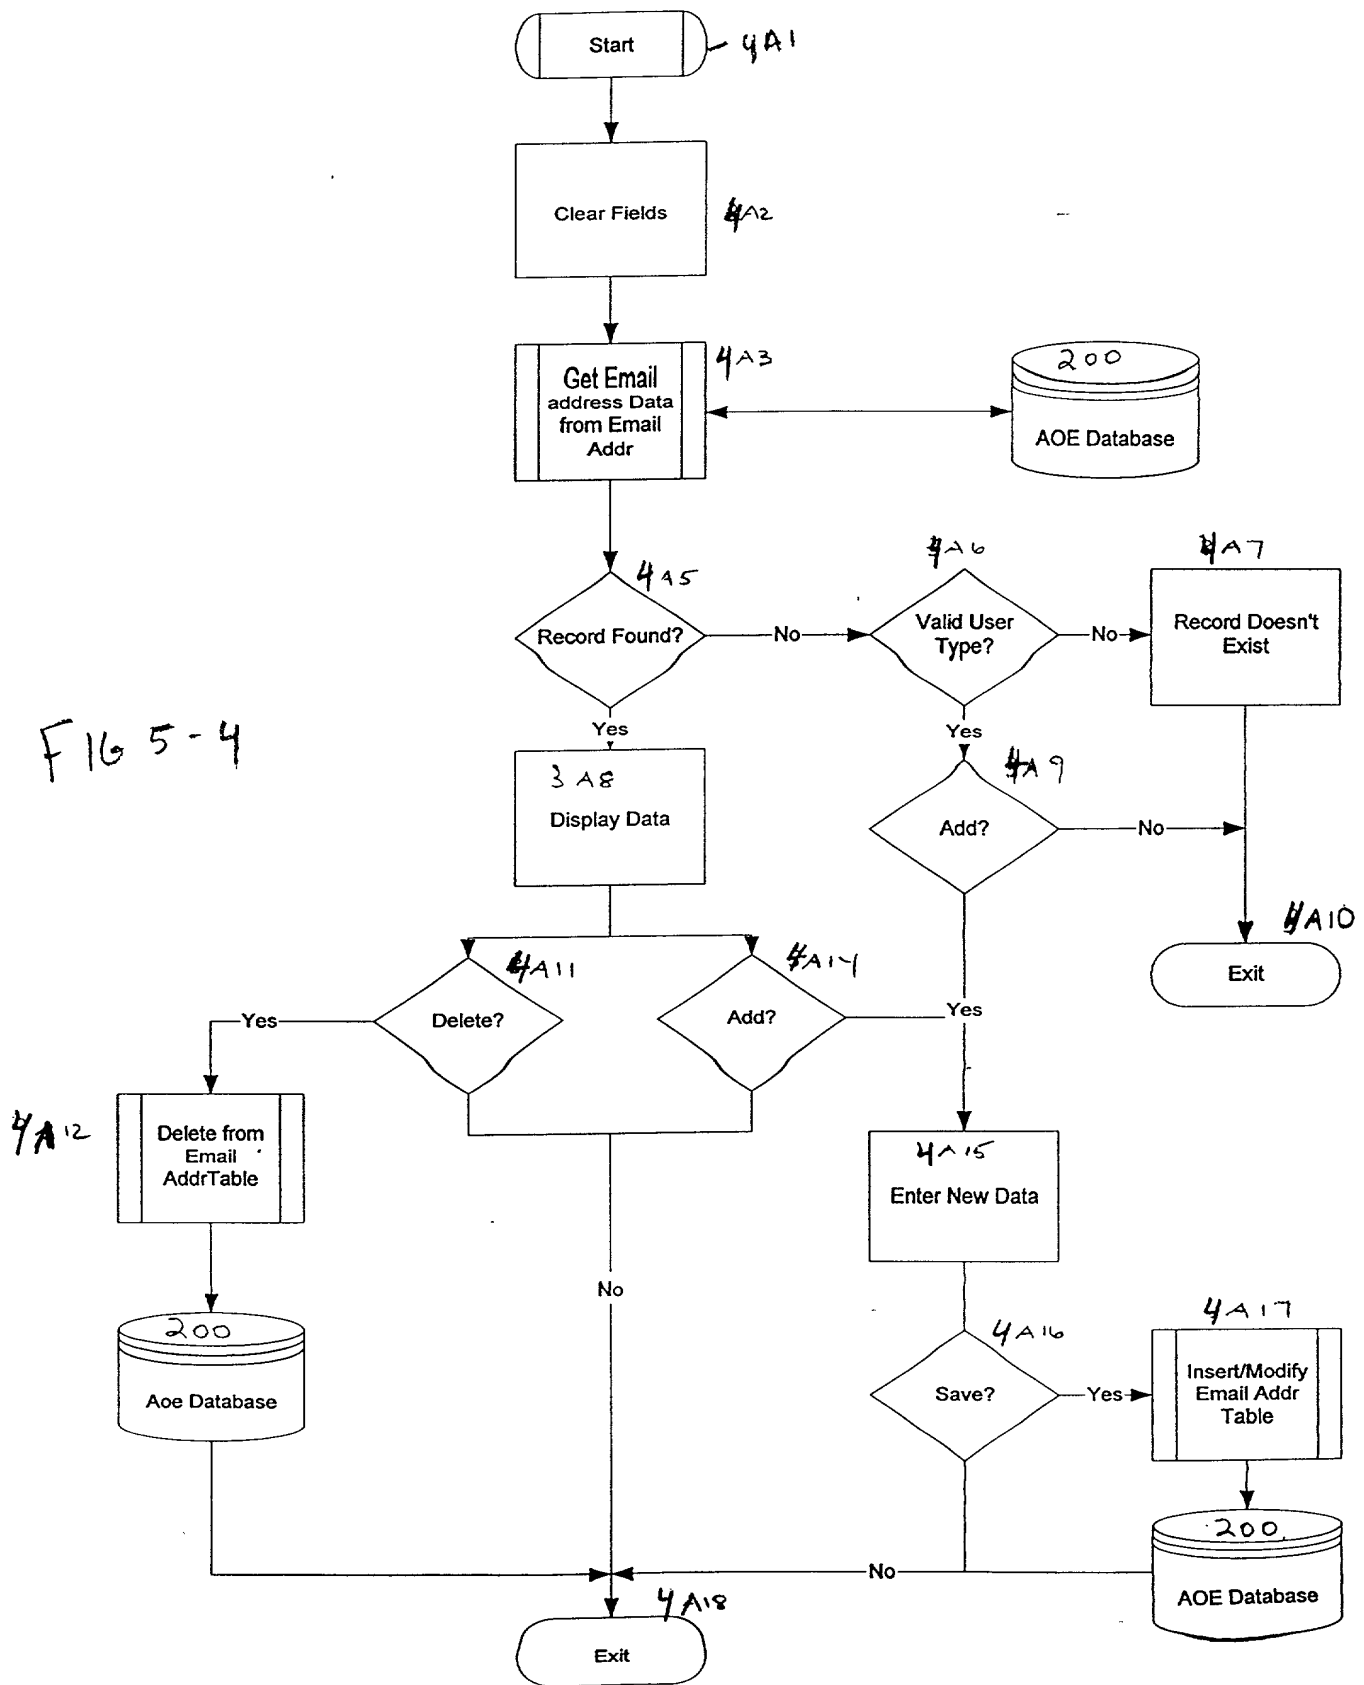 Start
4A1
Clear Fields
4A2
Get Email
address Data
from Email
Addr
4A3
200
AOE Database
Record Found?
4A5
No
Valid User
Type?
4A6
No
Record Doesn't
Exist
4A7
FIG 5-4
Yes
Yes
3A8
Display Data
Add?
4A9
No
4A10
Exit
Yes
Delete?
4A11
Add?
4A14
Yes
4A12
Delete from
Email
AddrTable
4A15
Enter New Data
No
200
Aoe Database
4A16
Save?
Yes
4A17
Insert/Modify
Email Addr
Table
200
AOE Database
No
4A18
Exit